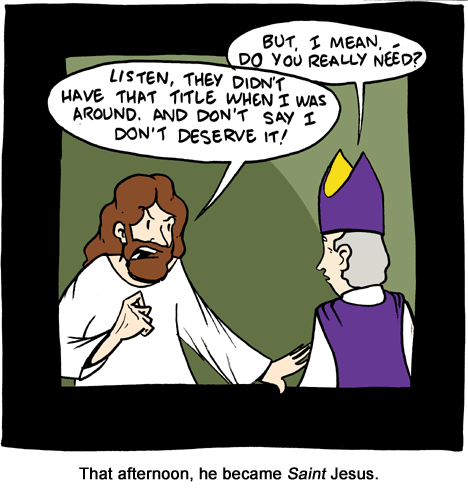 BUT, I MEAN,
DO YOU REALLY NEED?
LISTEN, THEY DIDN'T
HAVE THAT TITLE WHEN I WAS
AROUND. AND DON'T SAY I
DON'T DESERVE IT!
That afternoon, he became Saint Jesus.